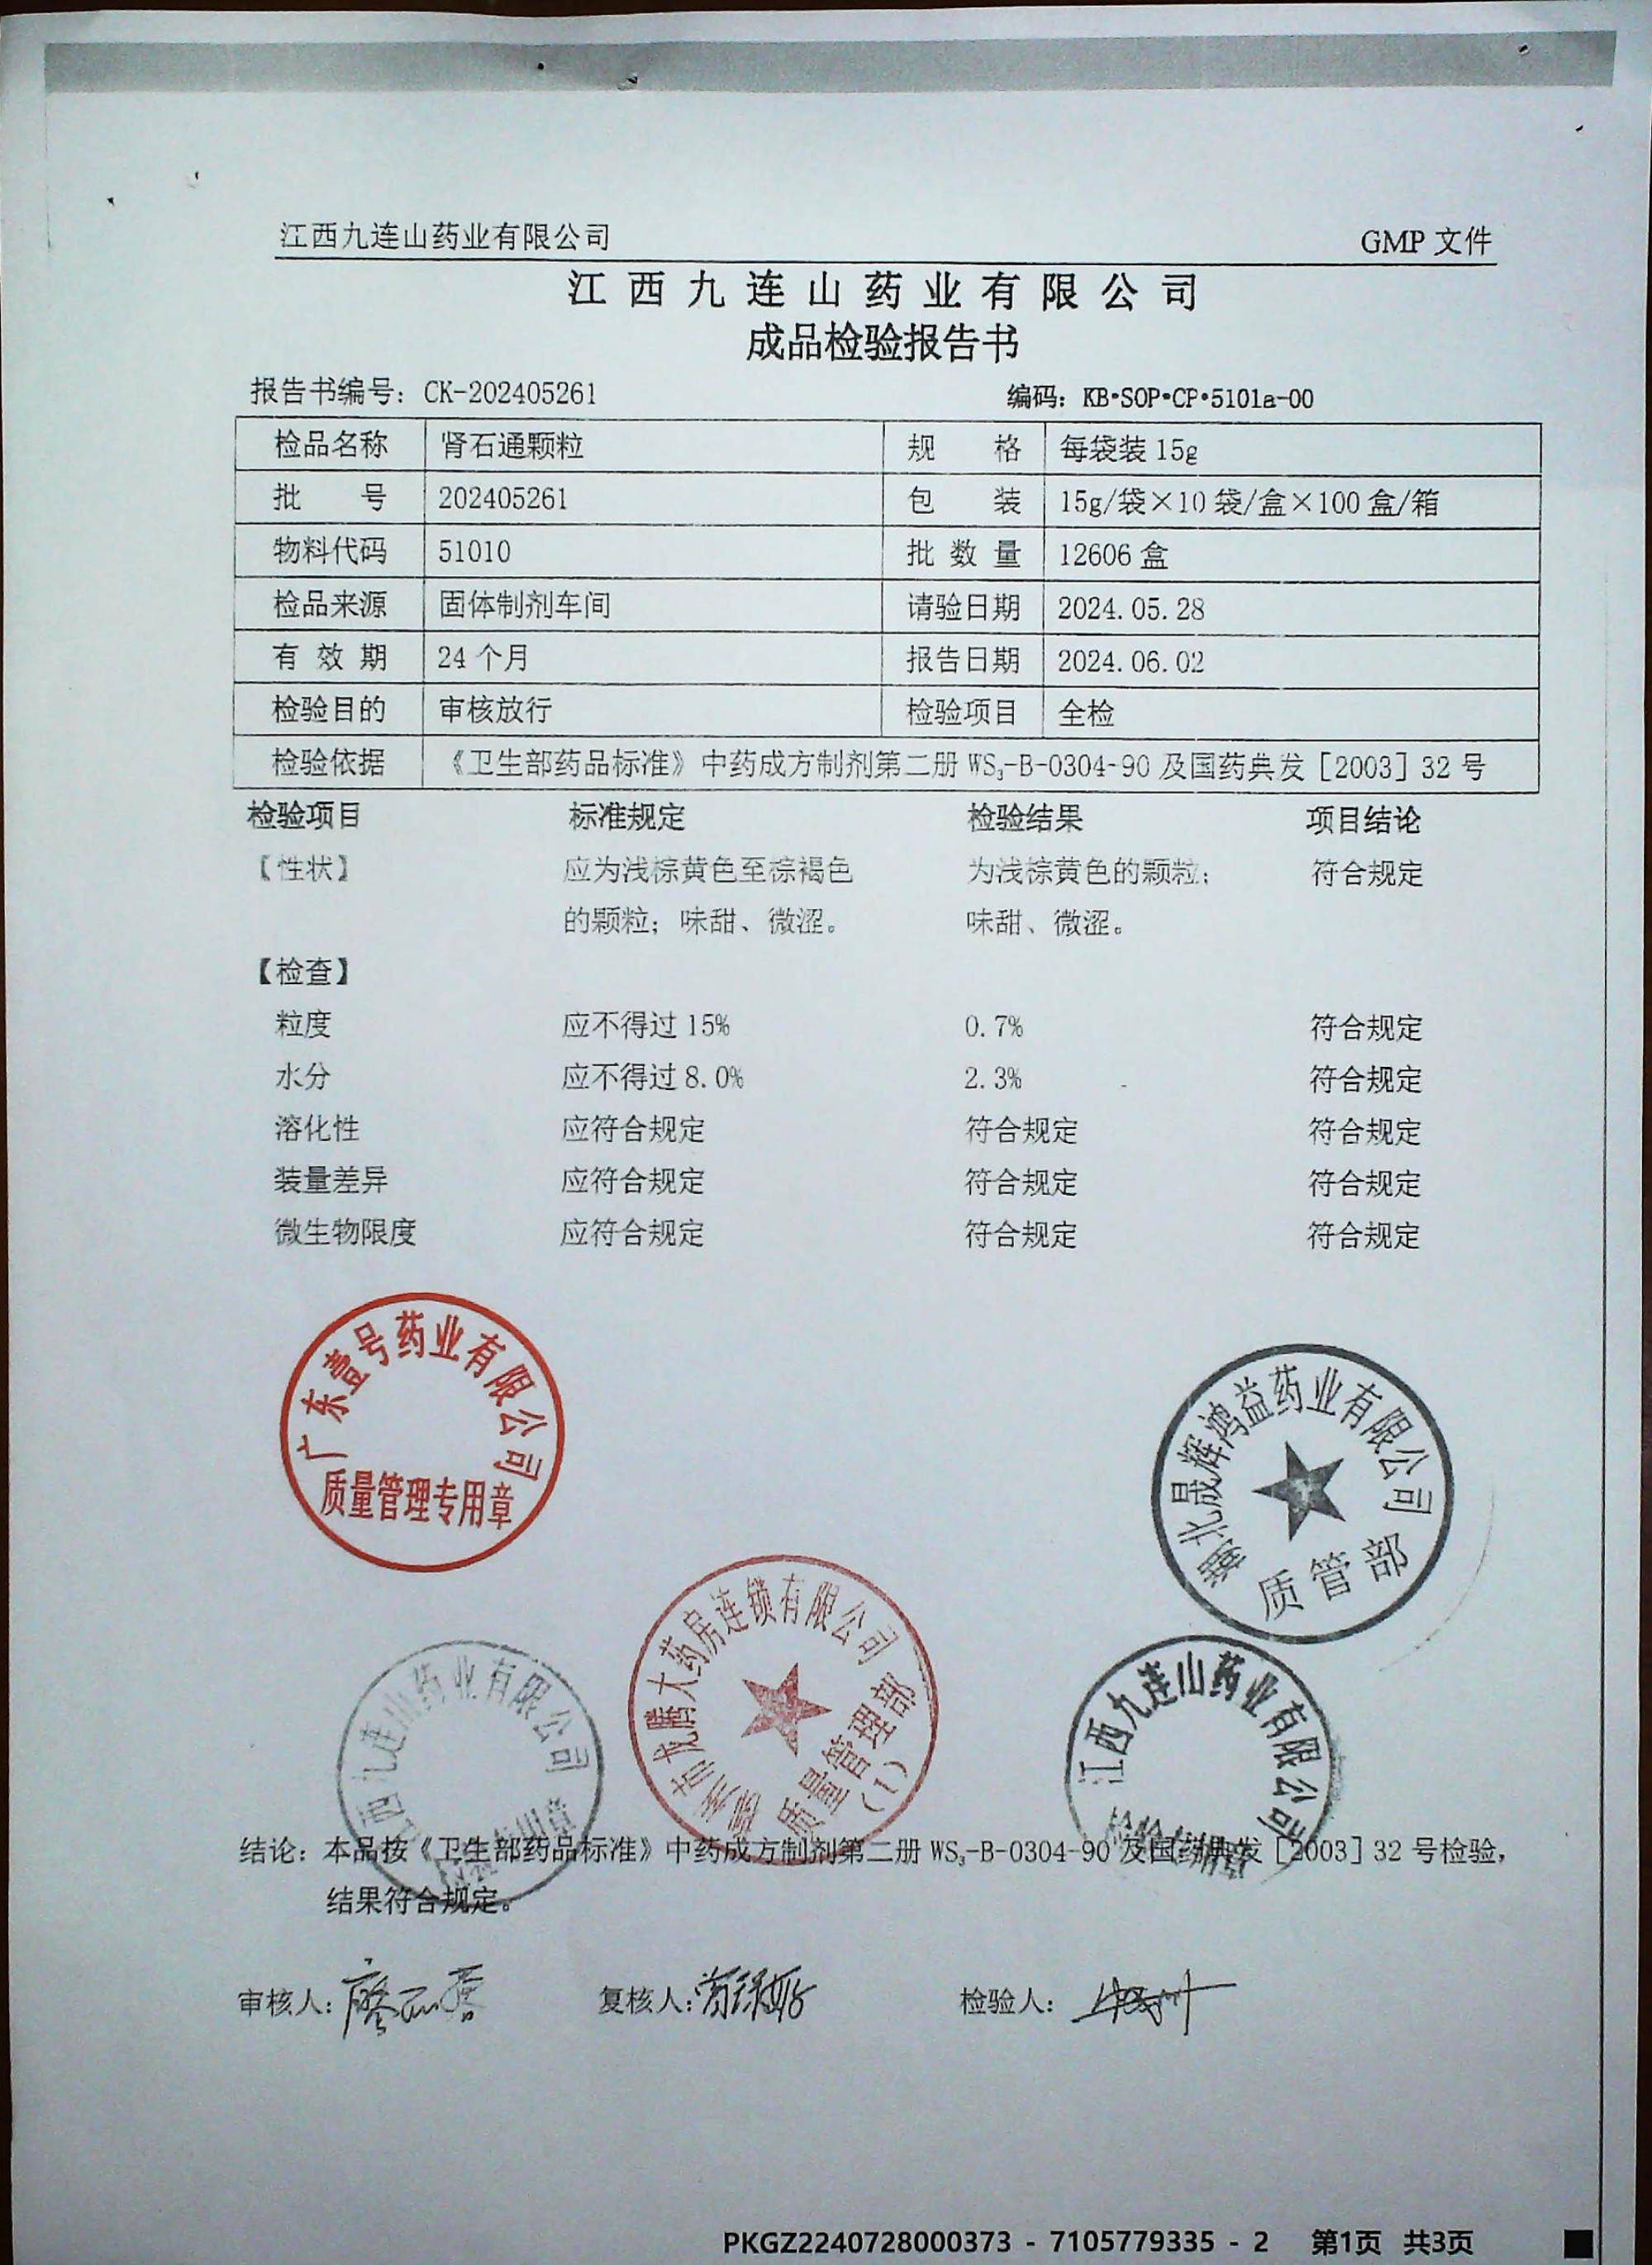 江西九连山药业有限公司 GMP 文件
江西九连山药业有限公司
成品检验报告书
报告书编号：CK-202405261 编码：KB•SOP•CP•5101a-00
检品名称 肾石通颗粒 规 格 每袋装 15g
批 号 202405261 包 装 15g/袋×10 袋/盒×100 盒/箱
物料代码 51010 批 数 量 12606 盒
检品来源 固体制剂车间 请验日期 2024.05.28
有 效 期 24 个月 报告日期 2024.06.02
检验目的 审核放行 检验项目 全检
检验依据 《卫生部药品标准》中药成方制剂第二册 WS₃-B-0304-90 及国药典发［2003］32 号
检验项目 标准规定 检验结果 项目结论
【性状】 应为浅棕黄色至棕褐色 为浅棕黄色的颗粒； 符合规定
的颗粒；味甜、微涩。 味甜、微涩。
【检查】
粒度 应不得过 15% 0.7% 符合规定
水分 应不得过 8.0% 2.3% 符合规定
溶化性 应符合规定 符合规定 符合规定
装量差异 应符合规定 符合规定 符合规定
微生物限度 应符合规定 符合规定 符合规定
广东壹号药业有限公司
质量管理专用章
湖北晟辉鸿益药业有限公司
质管部
市龙腾大药房连锁有限公司
质量管理部
(1)
江西九连山药业有限公司
江西九连山药业有限公司
结论：本品按《卫生部药品标准》中药成方制剂第二册 WS₃-B-0304-90 及国药典发［2003］32 号检验，
结果符合规定。
审核人： 复核人： 检验人：
PKGZ2240728000373 - 7105779335 - 2 第1页 共3页